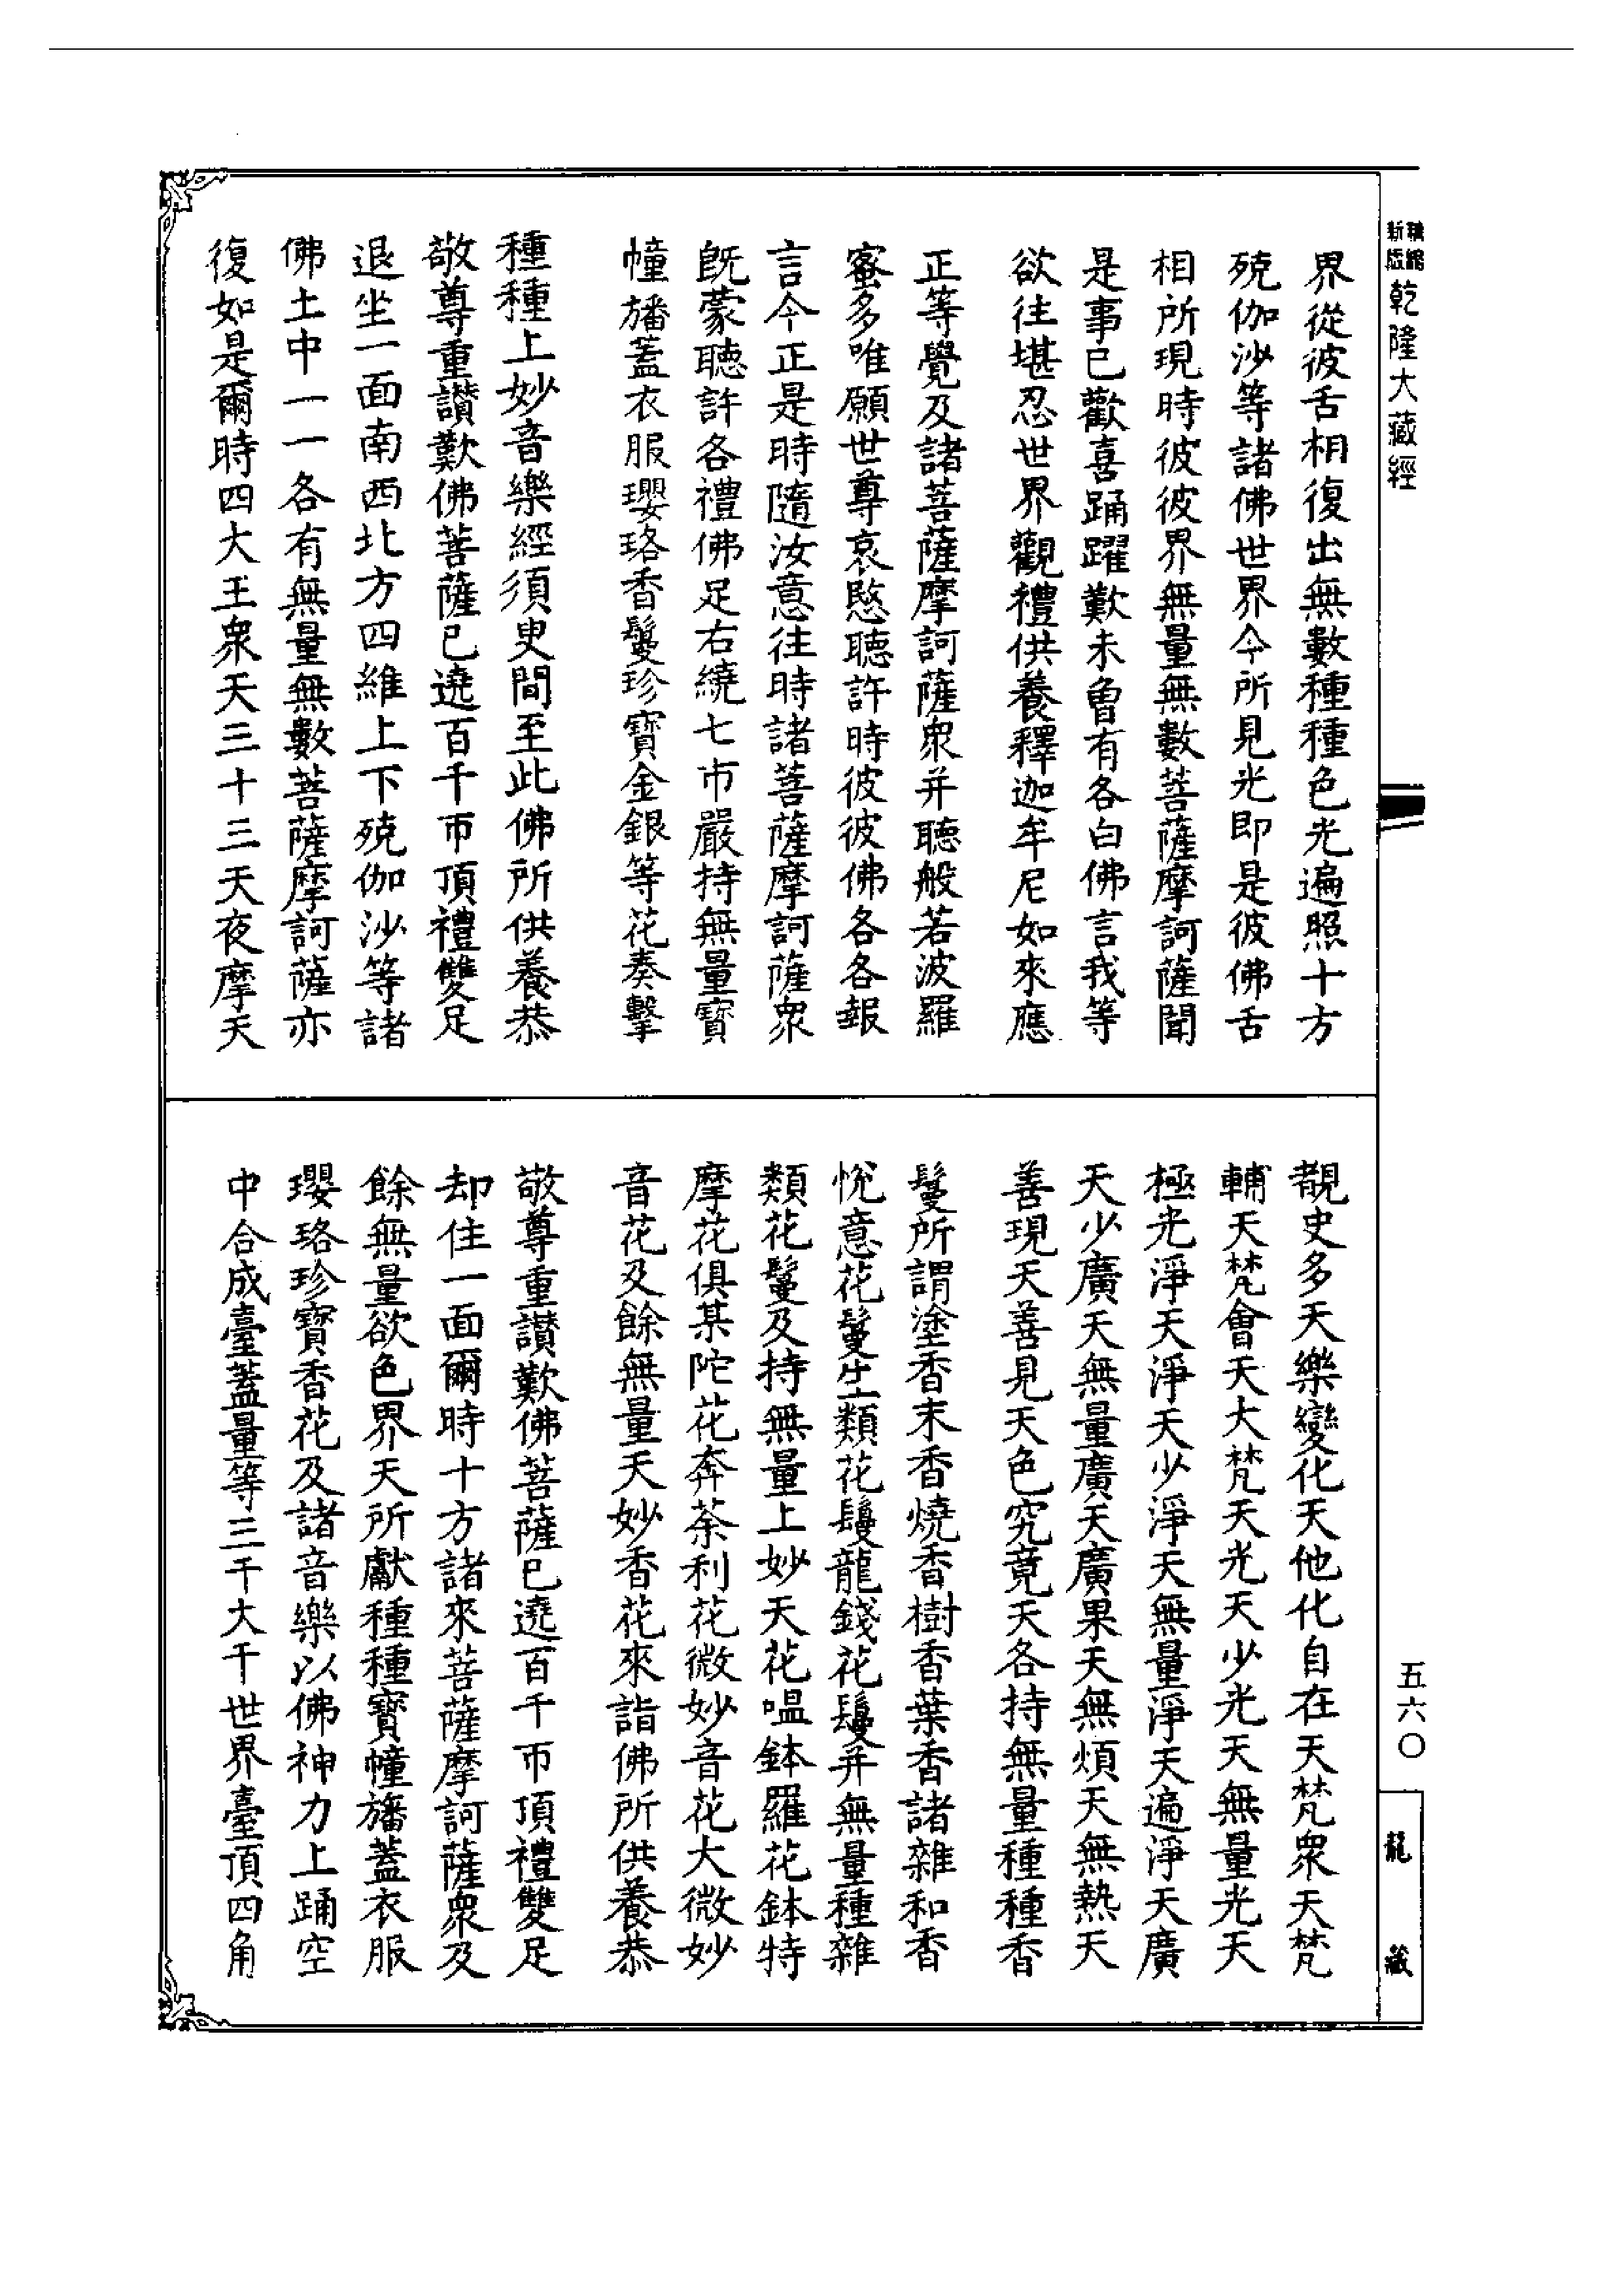 新版精縮乾隆大藏經
界從彼舌相復出無數種種色光遍照十方
殑伽沙等諸佛世界今所見光即是彼佛舌
相所現時彼彼界無量無數菩薩摩訶薩聞
是事已歡喜踊躍歎未曾有各白佛言我等
欲往堪忍世界觀禮供養釋迦牟尼如來應
正等覺及諸菩薩摩訶薩眾并聽般若波羅
蜜多唯願世尊哀愍聽許時彼彼佛各各報
言今正是時隨汝意往時諸菩薩摩訶薩眾
既蒙聽許各禮佛足右繞七帀嚴持無量寶
幢旛蓋衣服瓔珞香鬘珍寶金銀等花奏擊
種種上妙音樂經須臾間至此佛所供養恭
敬尊重讚歎佛菩薩已遶百千帀頂禮雙足
退坐一面南西北方四維上下殑伽沙等諸
佛土中一一各有無量無數菩薩摩訶薩亦
復如是爾時四大王眾天三十三天夜摩天
覩史多天樂變化天他化自在天梵眾天梵
輔天梵會天大梵天光天少光天無量光天
極光淨天淨天少淨天無量淨天遍淨天廣
天少廣天無量廣天廣果天無煩天無熱天
善現天善見天色究竟天各持無量種種香
鬘所謂塗香末香燒香樹香葉香諸雜和香
悅意花鬘生類花鬘龍錢花鬘并無量種雜
類花鬘及持無量上妙天花嗢鉢羅花鉢特
摩花俱某陀花奔荼利花微妙音花大微妙
音花及餘無量天妙香花來詣佛所供養恭
敬尊重讚歎佛菩薩已遶百千帀頂禮雙足
却住一面爾時十方諸來菩薩摩訶薩眾及
餘無量欲色界天所獻種種寶幢旛蓋衣服
瓔珞珍寶香花及諸音樂以佛神力上踊空
中合成臺蓋量等三千大千世界臺頂四角
五六〇
龍藏